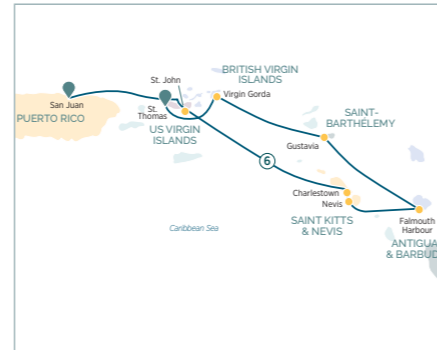 St. John
BRITISH VIRGIN
ISLANDS
San Juan
Virgin Gorda
PUERTO RICO
St.
Thomas
US VIRGIN
ISLANDS
SAINT-
BARTHÉLEMY
Gustavia
6
Charlestown
Nevis
SAINT KITTS
& NEVIS
Falmouth
Harbour
Caribbean Sea
ANTIGUA
& BARBUD